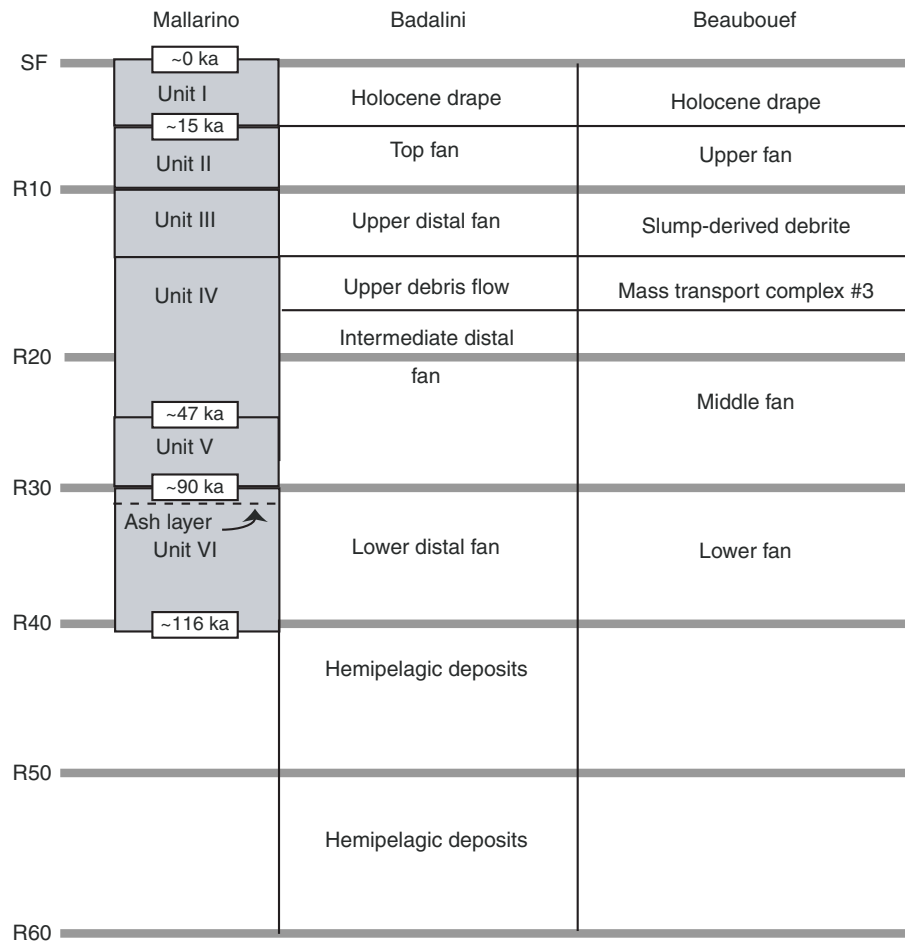 Mallarino Badalini Beaubouef
SF ~0 ka
Unit I Holocene drape Holocene drape
~15 ka
Unit II Top fan Upper fan
R10
Unit III Upper distal fan Slump-derived debrite
Unit IV Upper debris flow Mass transport complex #3
Intermediate distal
R20
fan
Middle fan
~47 ka
Unit V
R30 ~90 ka
Ash layer
Unit VI Lower distal fan Lower fan
R40 ~116 ka
Hemipelagic deposits
R50
Hemipelagic deposits
R60